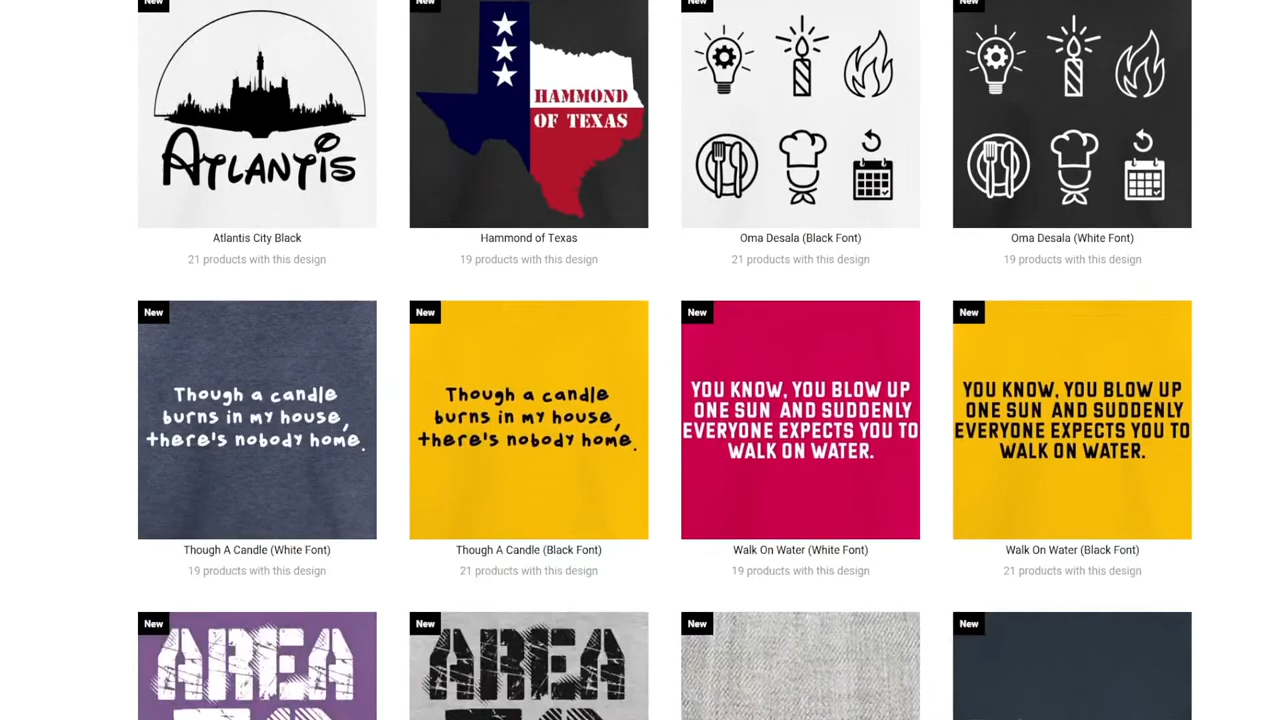 New
New
New
New
ATLANTIS
HAMMOND
OF TEXAS
Atlantis City Black
Hammond of Texas
Oma Desala (Black Font)
Oma Desala (White Font)
21 products with this design
19 products with this design
21 products with this design
19 products with this design
New
New
New
New
Though a candle
burns in my house,
there's nobody home.
Though a candle
burns in my house,
there's nobody home.
YOU KNOW, YOU BLOW UP
ONE SUN AND SUDDENLY
EVERYONE EXPECTS YOU TO
WALK ON WATER.
YOU KNOW, YOU BLOW UP
ONE SUN AND SUDDENLY
EVERYONE EXPECTS YOU TO
WALK ON WATER.
Though A Candle (White Font)
Though A Candle (Black Font)
Walk On Water (White Font)
Walk On Water (Black Font)
19 products with this design
21 products with this design
19 products with this design
21 products with this design
New
New
New
New
AREA
AREA